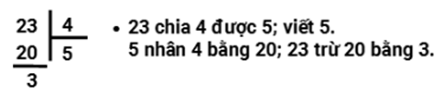 23 4
20 5
3
• 23 chia 4 được 5; viết 5.
5 nhân 4 bằng 20; 23 trừ 20 bằng 3.